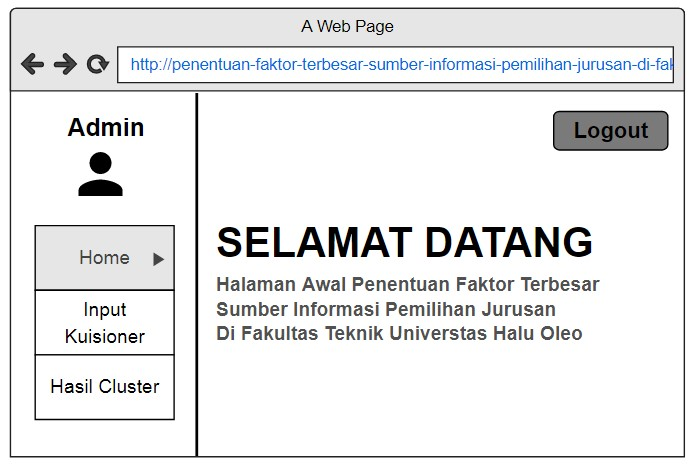 A Web Page
http://penentuan-faktor-terbesar-sumber-informasi-pemilihan-jurusan-di-fak
Admin
Logout
Home
Input
Kuisioner
Hasil Cluster
SELAMAT DATANG
Halaman Awal Penentuan Faktor Terbesar
Sumber Informasi Pemilihan Jurusan
Di Fakultas Teknik Universtas Halu Oleo